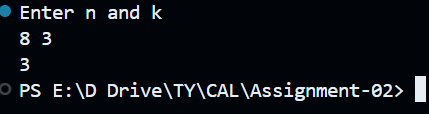 Enter n and k
8 3
3
PS E:\D Drive\TY\CAL\Assignment-02>